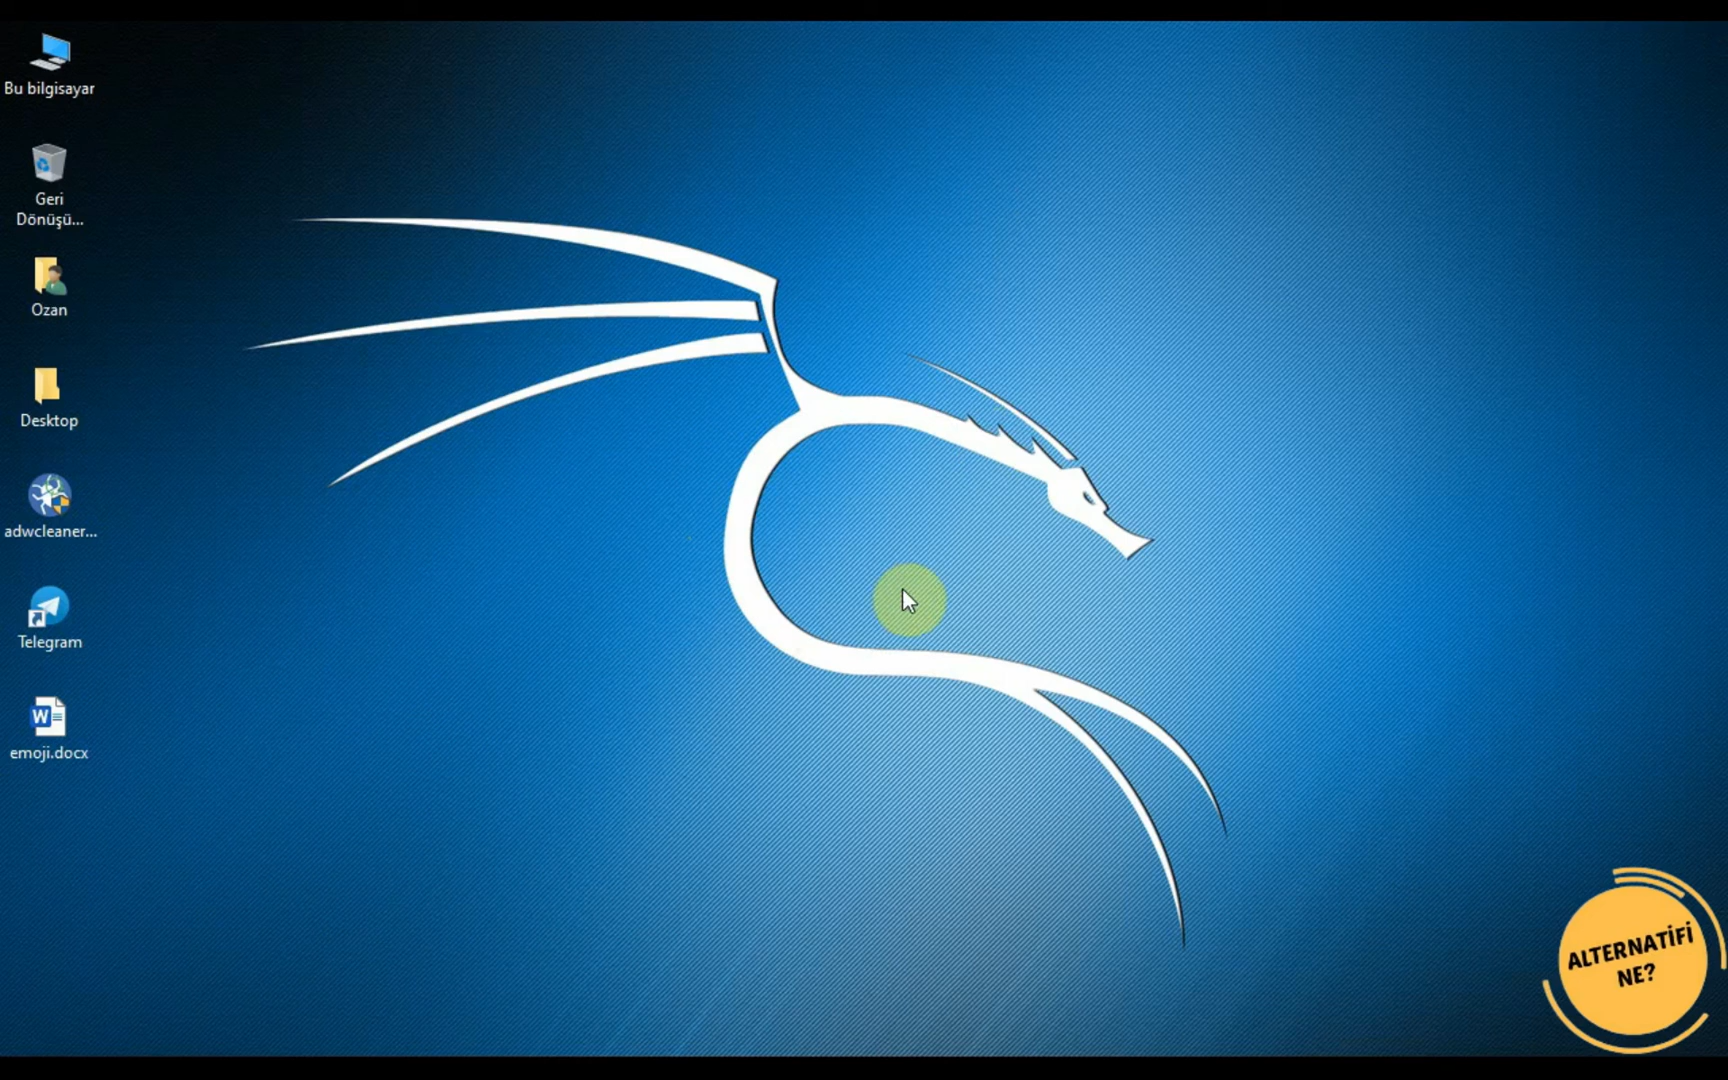 Bu bilgisayar
Geri
Dönüşü...
Ozan
Desktop
adwcleaner...
Telegram
W
emoji.docx
ALTERNATİFİ
NE?